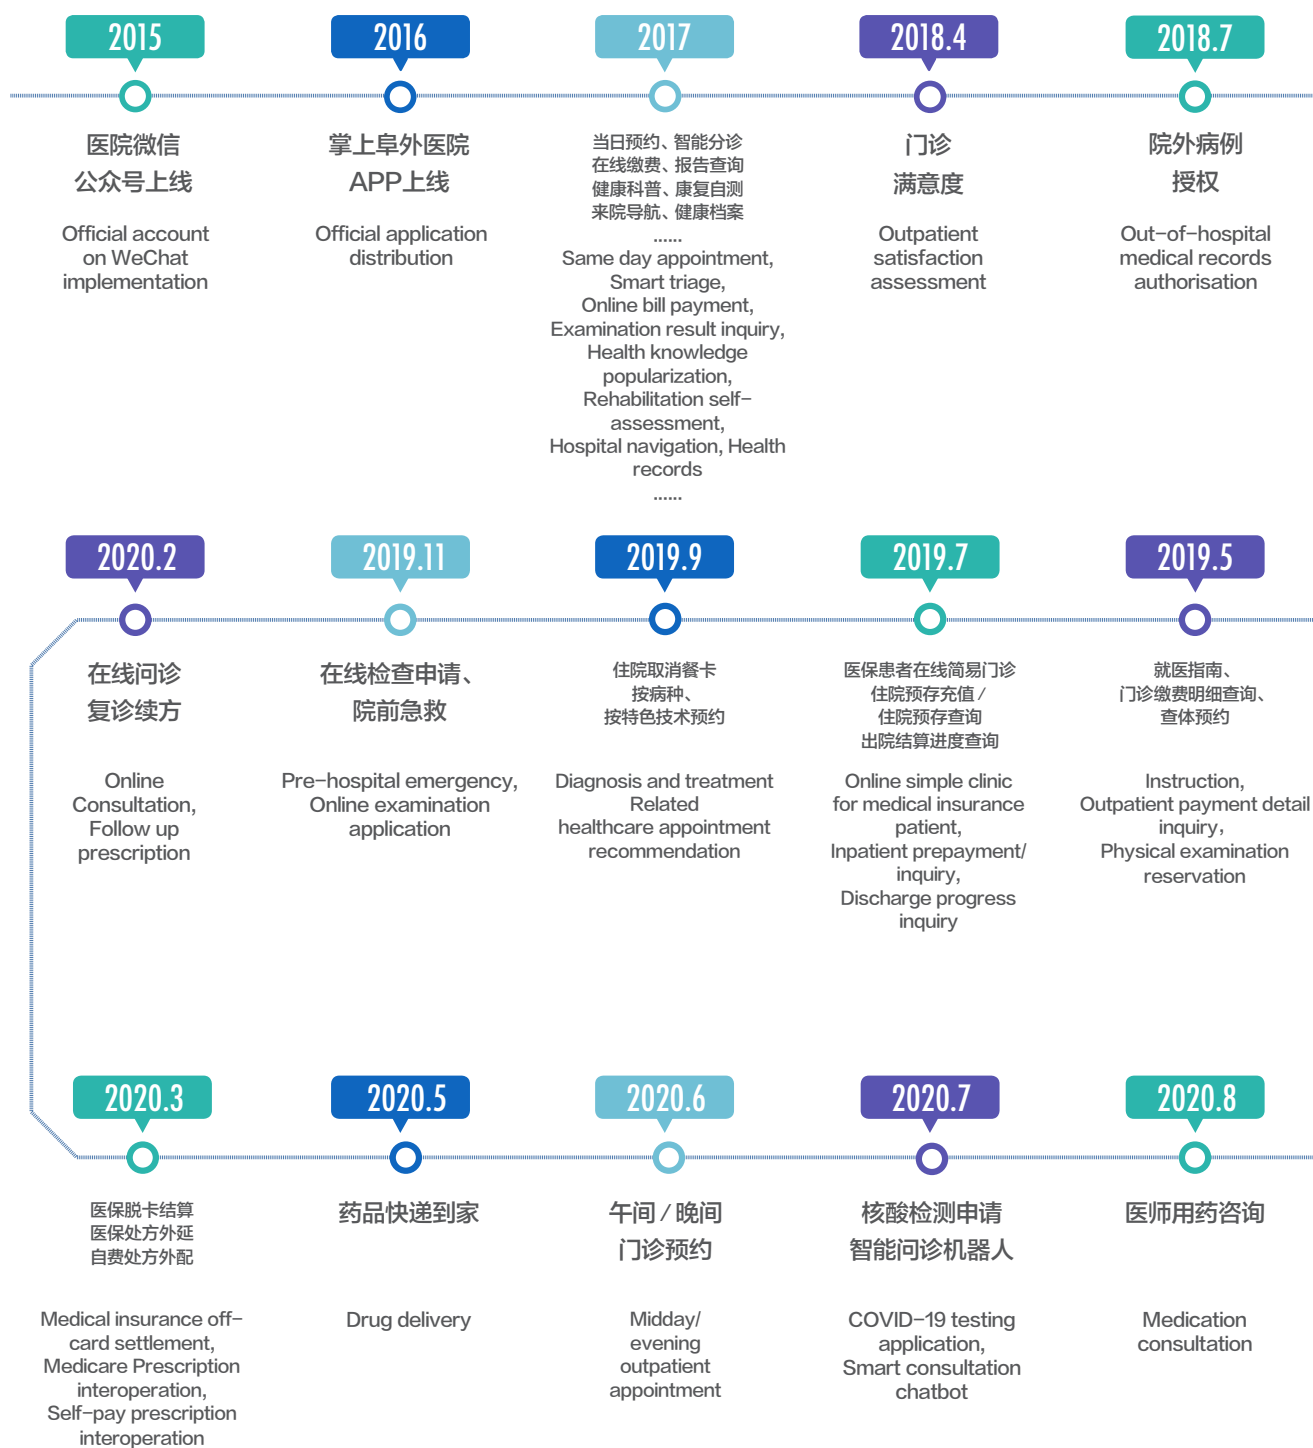 2015
医院微信
公众号上线
Official account
on WeChat
implementation
2016
掌上阜外医院
APP上线
Official application
distribution
2017
当日预约、智能分诊
在线缴费、报告查询
健康科普、康复自测
来院导航、健康档案
......
Same day appointment,
Smart triage,
Online bill payment,
Examination result inquiry,
Health knowledge
popularization,
Rehabilitation self-
assessment,
Hospital navigation, Health
records
......
2018.4
门诊
满意度
Outpatient
satisfaction
assessment
2018.7
院外病例
授权
Out-of-hospital
medical records
authorisation
2020.2
在线问诊
复诊续方
Online
Consultation,
Follow up
prescription
2019.11
在线检查申请、
院前急救
Pre-hospital emergency,
Online examination
application
2019.9
住院取消餐卡
按病种、
按特色技术预约
Diagnosis and treatment
Related
healthcare appointment
recommendation
2019.7
医保患者在线简易门诊
住院预存充值/
住院预存查询
出院结算进度查询
Online simple clinic
for medical insurance
patient,
Inpatient prepayment/
inquiry,
Discharge progress
inquiry
2019.5
就医指南、
门诊缴费明细查询、
查体预约
Instruction,
Outpatient payment detail
inquiry,
Physical examination
reservation
2020.3
医保脱卡结算
医保处方外延
自费处方外配
Medical insurance off-
card settlement,
Medicare Prescription
interoperation,
Self-pay prescription
interoperation
2020.5
药品快递到家
Drug delivery
2020.6
午间/晚间
门诊预约
Midday/
evening
outpatient
appointment
2020.7
核酸检测申请
智能问诊机器人
COVID-19 testing
application,
Smart consultation
chatbot
2020.8
医师用药咨询
Medication
consultation